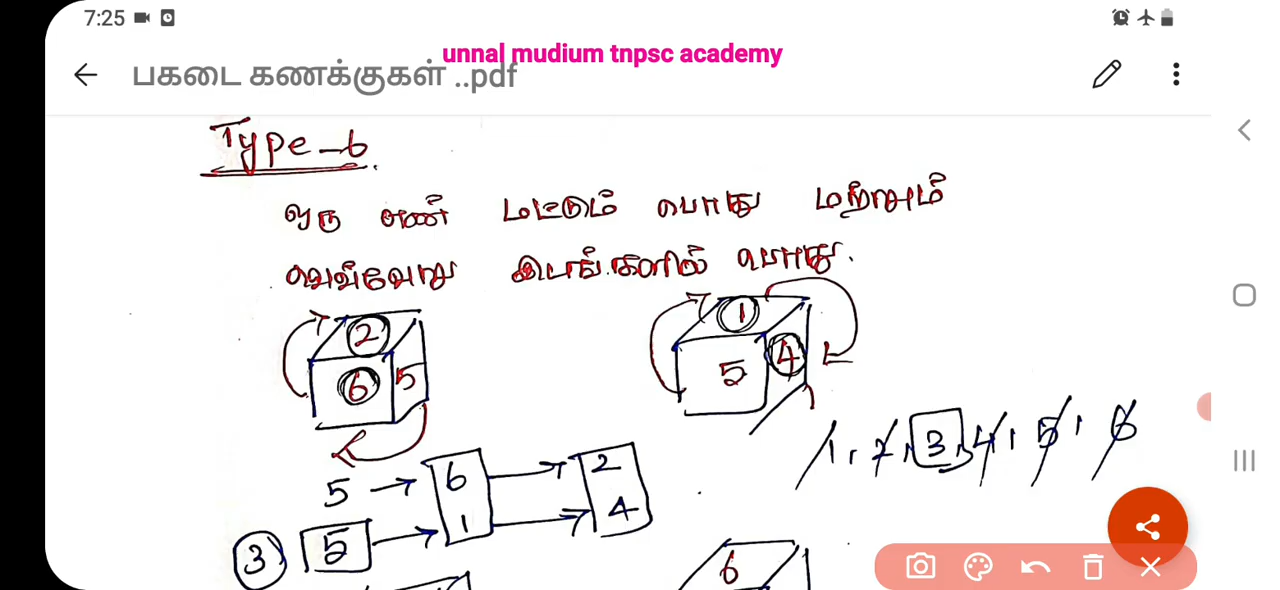 7:25
unnal mudium tnpsc academy
பகடை கணக்குகள் ..pdf
Type-6.
ஒரு எண் மட்டும் பொது மற்றும்
வெவ்வேறு இடங்களில் பொது.
2
6 5
1
5 4
1, 2, 3, 4, 5, 6
5 → 6 → 2
3 5 → 1 → 4
6